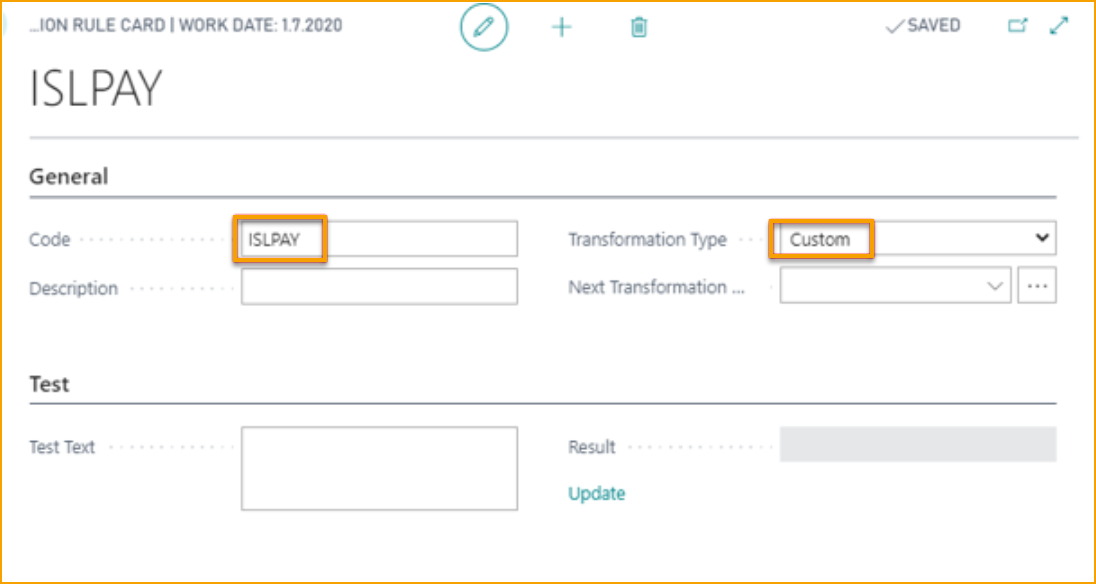 ...ION RULE CARD | WORK DATE: 1.7.2020
SAVED
ISLPAY
General
Code
ISLPAY
Transformation Type
Custom
Description
Next Transformation ...
Test
Test Text
Result
Update